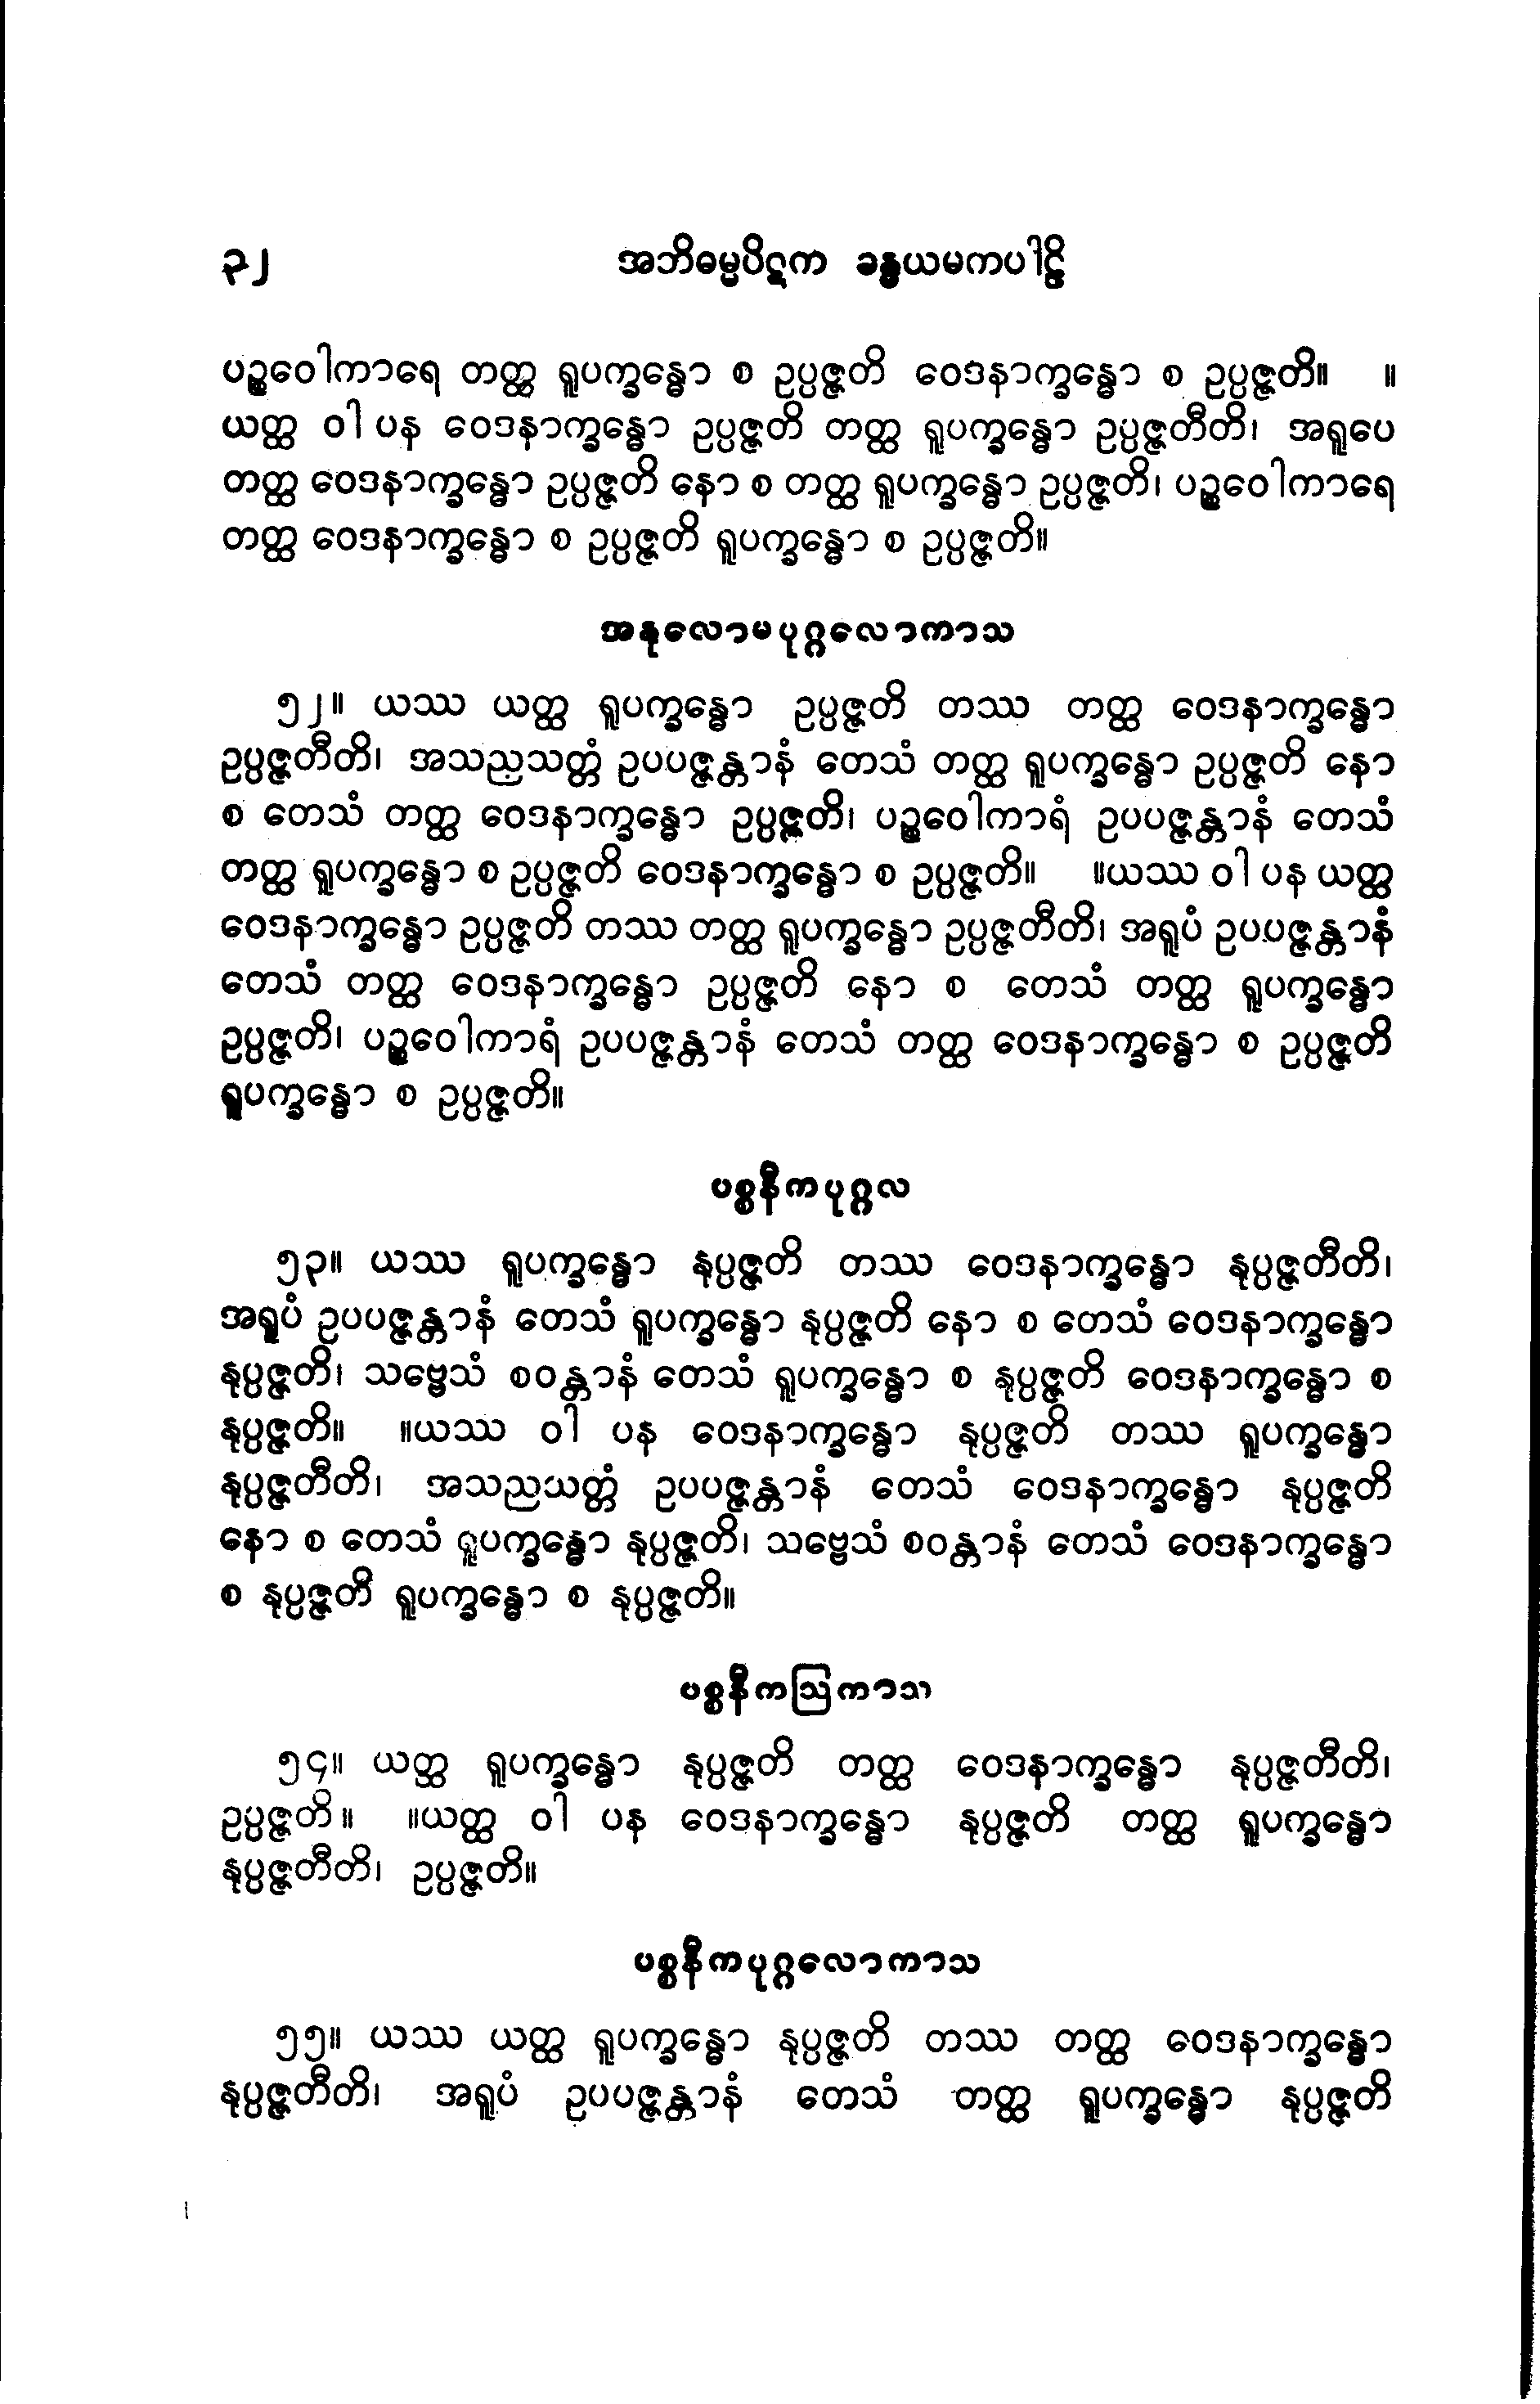 ၃၂ အဘိဓမ္မပိဋက ခန္ဓယမကပါဠိ
ပဉ္စဝေါကာရေ တတ္ထ ရူပက္ခန္ဓော စ ဥပ္ပဇ္ဇတိ ဝေဒနာက္ခန္ဓော စ ဥပ္ပဇ္ဇတိ။ ။
ယတ္ထ ဝါ ပန ဝေဒနာက္ခန္ဓော ဥပ္ပဇ္ဇတိ တတ္ထ ရူပက္ခန္ဓော ဥပ္ပဇ္ဇတီတိ၊ အရူပေ
တတ္ထ ဝေဒနာက္ခန္ဓော ဥပ္ပဇ္ဇတိ နော စ တတ္ထ ရူပက္ခန္ဓော ဥပ္ပဇ္ဇတိ၊ ပဉ္စဝေါကာရေ
တတ္ထ ဝေဒနာက္ခန္ဓော စ ဥပ္ပဇ္ဇတိ ရူပက္ခန္ဓော စ ဥပ္ပဇ္ဇတိ။
အနုလောမပုဂ္ဂလောကာသ
၅၂။ ယဿ ယတ္ထ ရူပက္ခန္ဓော ဥပ္ပဇ္ဇတိ တဿ တတ္ထ ဝေဒနာက္ခန္ဓော
ဥပ္ပဇ္ဇတီတိ၊ အသညသတ္တံ ဥပပဇ္ဇန္တာနံ တေသံ တတ္ထ ရူပက္ခန္ဓော ဥပ္ပဇ္ဇတိ နော
စ တေသံ တတ္ထ ဝေဒနာက္ခန္ဓော ဥပ္ပဇ္ဇတိ၊ ပဉ္စဝေါကာရံ ဥပပဇ္ဇန္တာနံ တေသံ
တတ္ထ ရူပက္ခန္ဓော စ ဥပ္ပဇ္ဇတိ ဝေဒနာက္ခန္ဓော စ ဥပ္ပဇ္ဇတိ။ ။ယဿ ဝါ ပန ယတ္ထ
ဝေဒနာက္ခန္ဓော ဥပ္ပဇ္ဇတိ တဿ တတ္ထ ရူပက္ခန္ဓော ဥပ္ပဇ္ဇတီတိ၊ အရူပံ ဥပပဇ္ဇန္တာနံ
တေသံ တတ္ထ ဝေဒနာက္ခန္ဓော ဥပ္ပဇ္ဇတိ နော စ တေသံ တတ္ထ ရူပက္ခန္ဓော
ဥပ္ပဇ္ဇတိ၊ ပဉ္စဝေါကာရံ ဥပပဇ္ဇန္တာနံ တေသံ တတ္ထ ဝေဒနာက္ခန္ဓော စ ဥပ္ပဇ္ဇတိ
ရူပက္ခန္ဓော စ ဥပ္ပဇ္ဇတိ။
ပစ္စနီကပုဂ္ဂလ
၅၃။ ယဿ ရူပက္ခန္ဓော နုပ္ပဇ္ဇတိ တဿ ဝေဒနာက္ခန္ဓော နုပ္ပဇ္ဇတီတိ၊
အရူပံ ဥပပဇ္ဇန္တာနံ တေသံ ရူပက္ခန္ဓော နုပ္ပဇ္ဇတိ နော စ တေသံ ဝေဒနာက္ခန္ဓော
နုပ္ပဇ္ဇတိ၊ သဗ္ဗေသံ စဝန္တာနံ တေသံ ရူပက္ခန္ဓော စ နုပ္ပဇ္ဇတိ ဝေဒနာက္ခန္ဓော စ
နုပ္ပဇ္ဇတိ။ ။ယဿ ဝါ ပန ဝေဒနာက္ခန္ဓော နုပ္ပဇ္ဇတိ တဿ ရူပက္ခန္ဓော
နုပ္ပဇ္ဇတီတိ၊ အသညသတ္တံ ဥပပဇ္ဇန္တာနံ တေသံ ဝေဒနာက္ခန္ဓော နုပ္ပဇ္ဇတိ
နော စ တေသံ ရူပက္ခန္ဓော နုပ္ပဇ္ဇတိ၊ သဗ္ဗေသံ စဝန္တာနံ တေသံ ဝေဒနာက္ခန္ဓော
စ နုပ္ပဇ္ဇတိ ရူပက္ခန္ဓော စ နုပ္ပဇ္ဇတိ။
ပစ္စနီကဩကာသ
၅၄။ ယတ္ထ ရူပက္ခန္ဓော နုပ္ပဇ္ဇတိ တတ္ထ ဝေဒနာက္ခန္ဓော နုပ္ပဇ္ဇတီတိ၊
ဥပ္ပဇ္ဇတိ။ ။ယတ္ထ ဝါ ပန ဝေဒနာက္ခန္ဓော နုပ္ပဇ္ဇတိ တတ္ထ ရူပက္ခန္ဓော
နုပ္ပဇ္ဇတီတိ၊ ဥပ္ပဇ္ဇတိ။
ပစ္စနီကပုဂ္ဂလောကာသ
၅၅။ ယဿ ယတ္ထ ရူပက္ခန္ဓော နုပ္ပဇ္ဇတိ တဿ တတ္ထ ဝေဒနာက္ခန္ဓော
နုပ္ပဇ္ဇတီတိ၊ အရူပံ ဥပပဇ္ဇန္တာနံ တေသံ တတ္ထ ရူပက္ခန္ဓော နုပ္ပဇ္ဇတိ